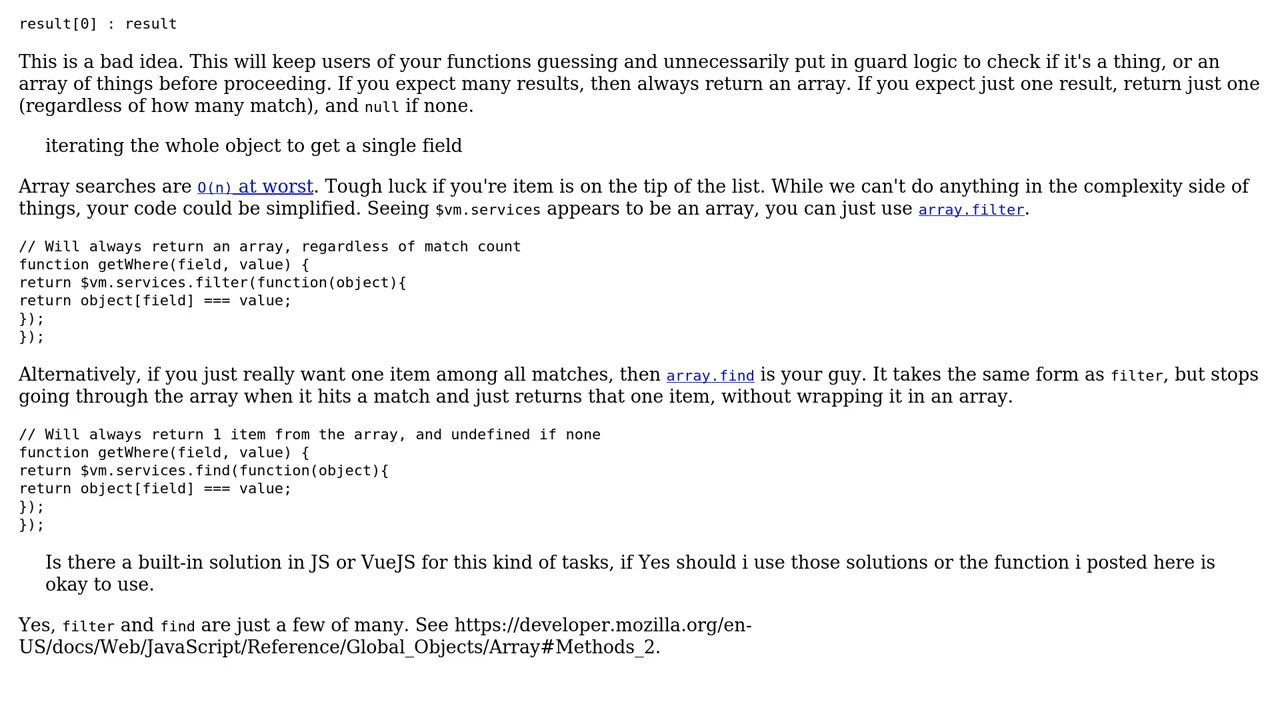 result[0] : result
This is a bad idea. This will keep users of your functions guessing and unnecessarily put in guard logic to check if it's a thing, or an
array of things before proceeding. If you expect many results, then always return an array. If you expect just one result, return just one
(regardless of how many match), and null if none.
iterating the whole object to get a single field
Array searches are O(n) at worst. Tough luck if you're item is on the tip of the list. While we can't do anything in the complexity side of
things, your code could be simplified. Seeing $vm.services appears to be an array, you can just use array.filter.
// Will always return an array, regardless of match count
function getWhere(field, value) {
return $vm.services.filter(function(object){
return object[field] === value;
});
});
Alternatively, if you just really want one item among all matches, then array.find is your guy. It takes the same form as filter, but stops
going through the array when it hits a match and just returns that one item, without wrapping it in an array.
// Will always return 1 item from the array, and undefined if none
function getWhere(field, value) {
return $vm.services.find(function(object){
return object[field] === value;
});
});
Is there a built-in solution in JS or VueJS for this kind of tasks, if Yes should i use those solutions or the function i posted here is
okay to use.
Yes, filter and find are just a few of many. See https://developer.mozilla.org/en-
US/docs/Web/JavaScript/Reference/Global_Objects/Array#Methods_2.